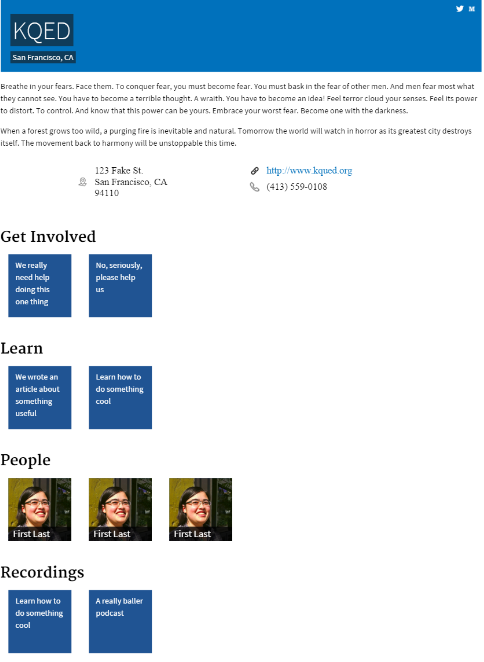 KQED
San Francisco, CA
Breathe in your fears. Face them. To conquer fear, you must become fear. You must bask in the fear of other men. And men fear most what
they cannot see. You have to become a terrible thought. A wraith. You have to become an idea! Feel terror cloud your senses. Feel its power
to distort. To control. And know that this power can be yours. Embrace your worst fear. Become one with the darkness.
When a forest grows too wild, a purging fire is inevitable and natural. Tomorrow the world will watch in horror as its greatest city destroys
itself. The movement back to harmony will be unstoppable this time.
123 Fake St.
San Francisco, CA
94110
http://www.kqed.org
(413) 559-0108
Get Involved
We really
need help
doing this
one thing
No, seriously,
please help
us
Learn
We wrote an
article about
something
useful
Learn how to
do something
cool
People
First Last
First Last
First Last
Recordings
Learn how to
do something
cool
A really baller
podcast